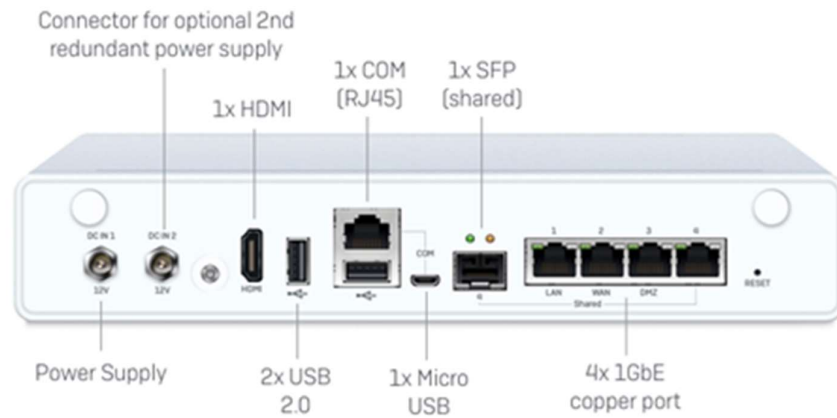 Connector for optional 2nd
redundant power supply
1x HDMI
1x COM
(RJ45)
1x SFP
(shared)
DC IN 1
DC IN 2
12V
12V
HDMI
COM
1
2
3
4
LAN
WAN
DMZ
Shared
RESET
Power Supply
2x USB
2.0
1x Micro
USB
4x 1GbE
copper port